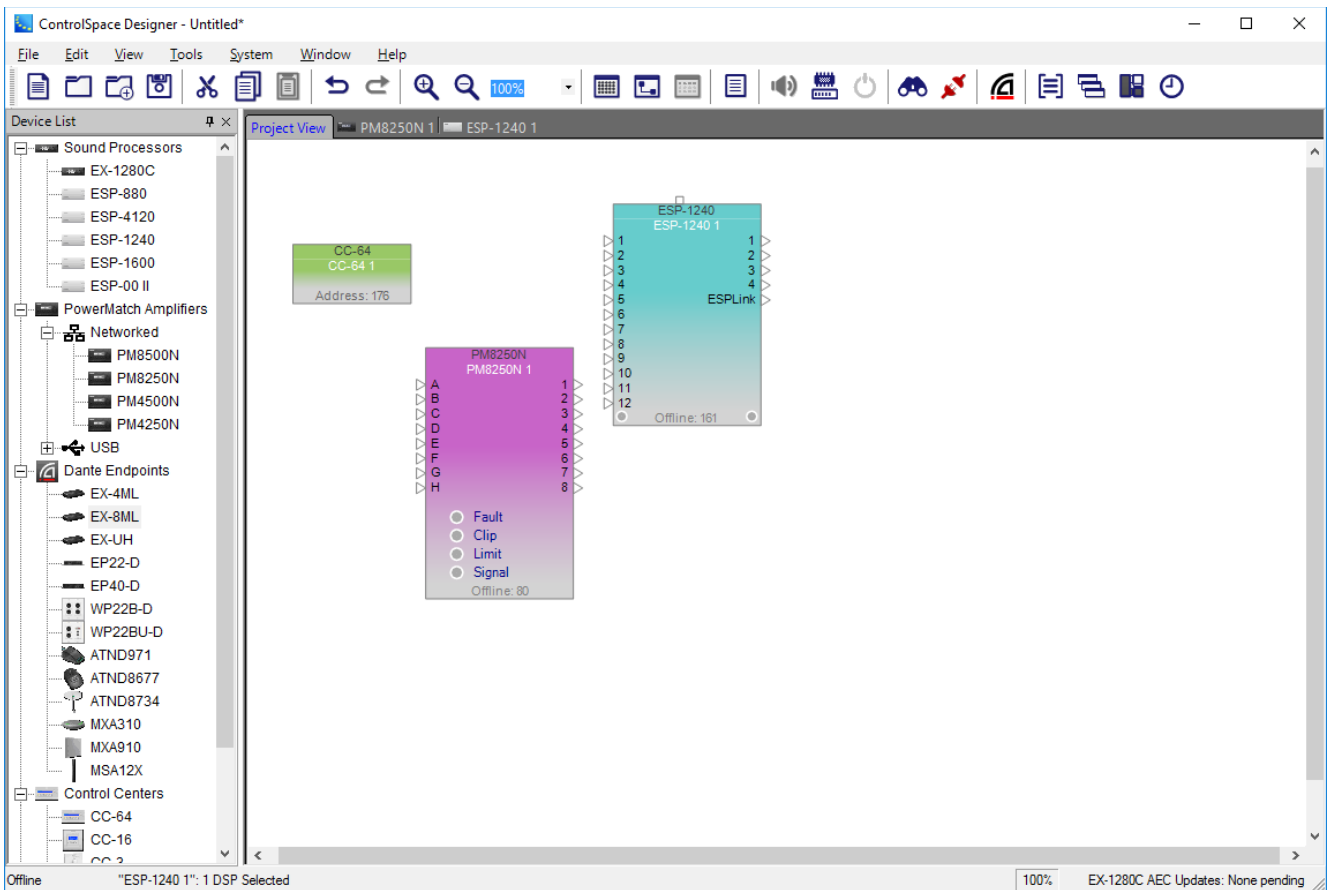 ControlSpace Designer - Untitled*
File Edit View Tools System Window Help
100%
Device List
Project View PM8250N 1 ESP-1240 1
Sound Processors
EX-1280C
ESP-880
ESP-4120
ESP-1240
ESP-1600
ESP-00 II
PowerMatch Amplifiers
Networked
PM8500N
PM8250N
PM4500N
PM4250N
USB
Dante Endpoints
EX-4ML
EX-8ML
EX-UH
EP22-D
EP40-D
WP22B-D
WP22BU-D
ATND971
ATND8677
ATND8734
MXA310
MXA910
MSA12X
Control Centers
CC-64
CC-16
CC-3
CC-64
CC-64 1
Address: 176
PM8250N
PM8250N 1
A 1
B 2
C 3
D 4
E 5
F 6
G 7
H 8
Fault
Clip
Limit
Signal
Offline: 80
ESP-1240
ESP-1240 1
1 1
2 2
3 3
4 4
5 ESPLink
6
7
8
9
10
11
12
Offline: 161
Offline "ESP-1240 1": 1 DSP Selected 100% EX-1280C AEC Updates: None pending